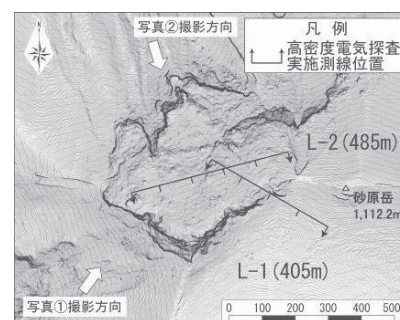 写真②撮影方向
凡 例
高密度電気探査
実施測線位置
L-2(485m)
砂原岳
1,112.2m
L-1(405m)
写真①撮影方向
0 100 200 300 400 500